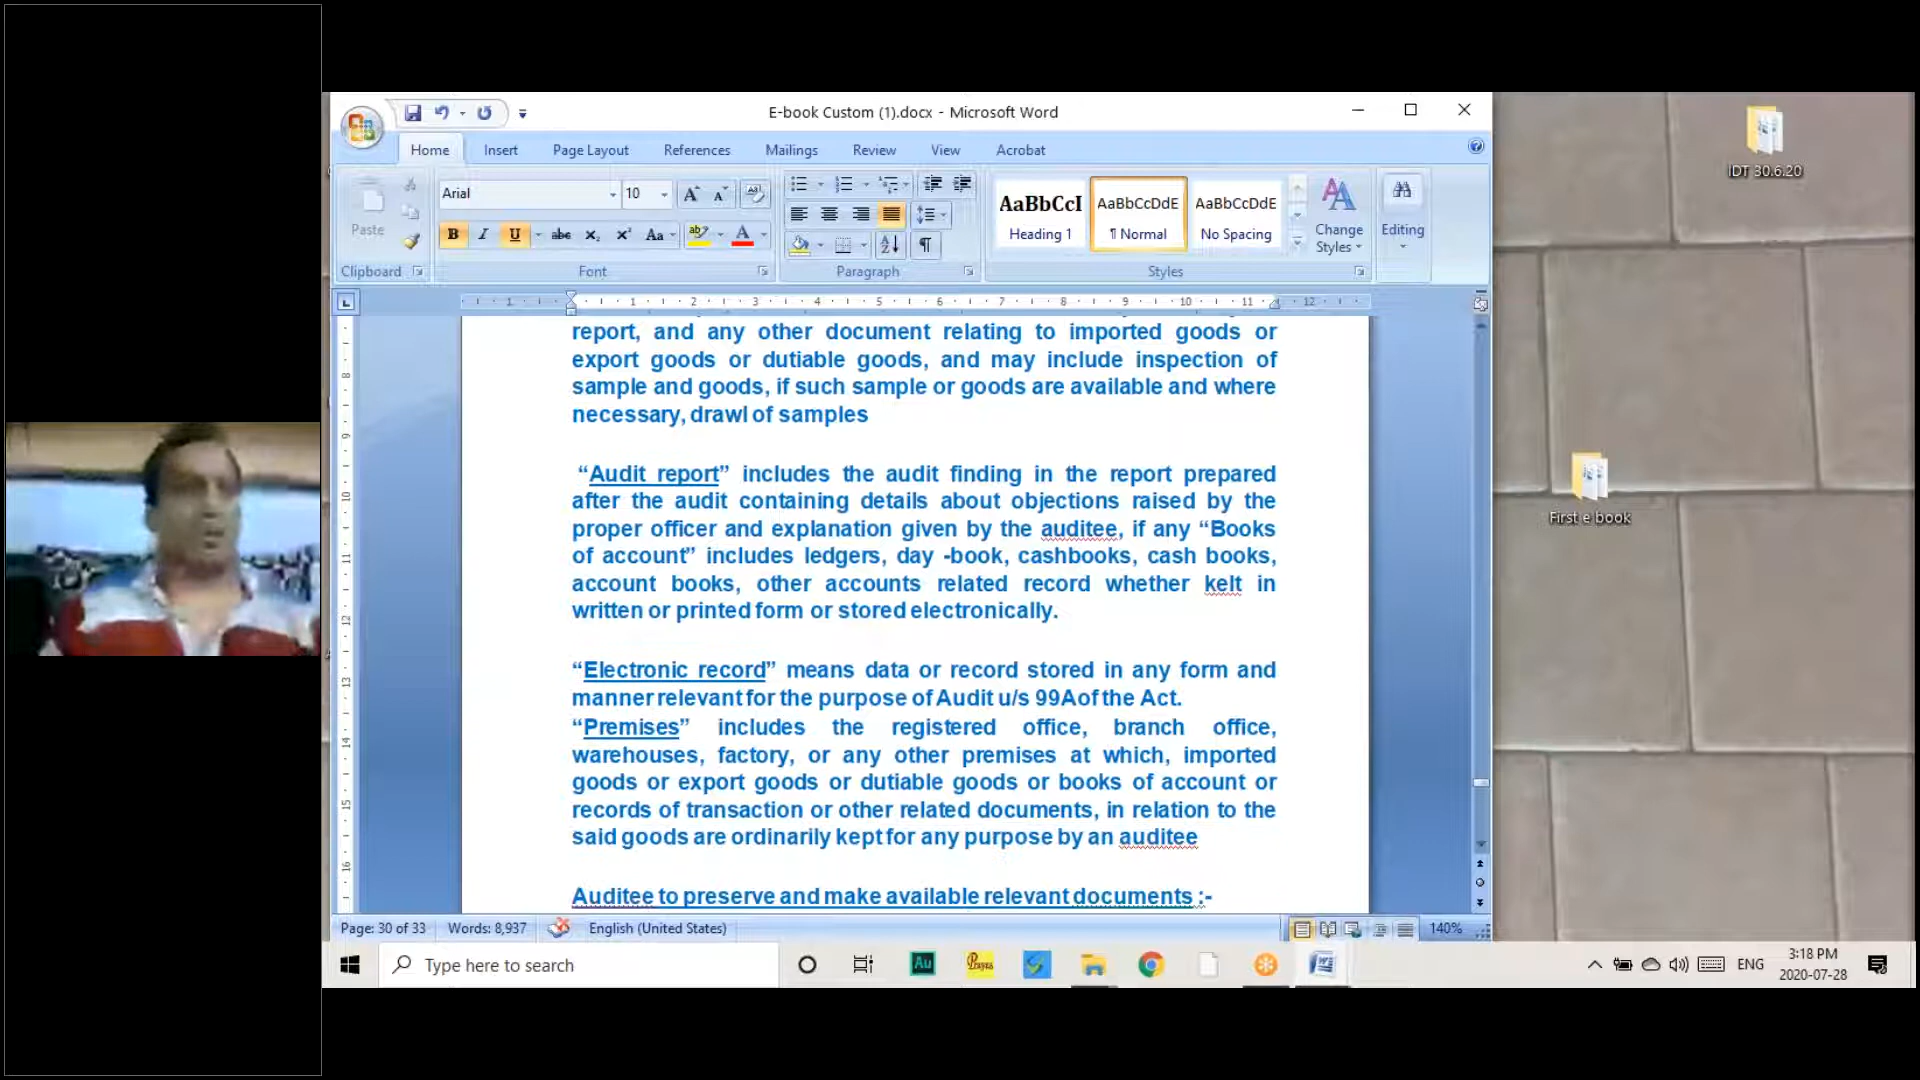 E-book Custom (1).docx - Microsoft Word
Home Insert Page Layout References Mailings Review View Acrobat
Paste
Clipboard
Arial 10
Font
Paragraph
AaBbCcI AaBbCcDdE AaBbCcDdE
Heading 1 ¶ Normal No Spacing
Styles
Change Styles
Editing
report, and any other document relating to imported goods or
export goods or dutiable goods, and may include inspection of
sample and goods, if such sample or goods are available and where
necessary, drawl of samples
“Audit report” includes the audit finding in the report prepared
after the audit containing details about objections raised by the
proper officer and explanation given by the auditee, if any “Books
of account” includes ledgers, day -book, cashbooks, cash books,
account books, other accounts related record whether kelt in
written or printed form or stored electronically.
“Electronic record” means data or record stored in any form and
manner relevant for the purpose of Audit u/s 99Aof the Act.
“Premises” includes the registered office, branch office,
warehouses, factory, or any other premises at which, imported
goods or export goods or dutiable goods or books of account or
records of transaction or other related documents, in relation to the
said goods are ordinarily kept for any purpose by an auditee
Auditee to preserve and make available relevant documents :-
Page: 30 of 33 Words: 8,937 English (United States) 140%
Type here to search
Au
ENG
3:18 PM
2020-07-28
IDT 30.6.20
First e book